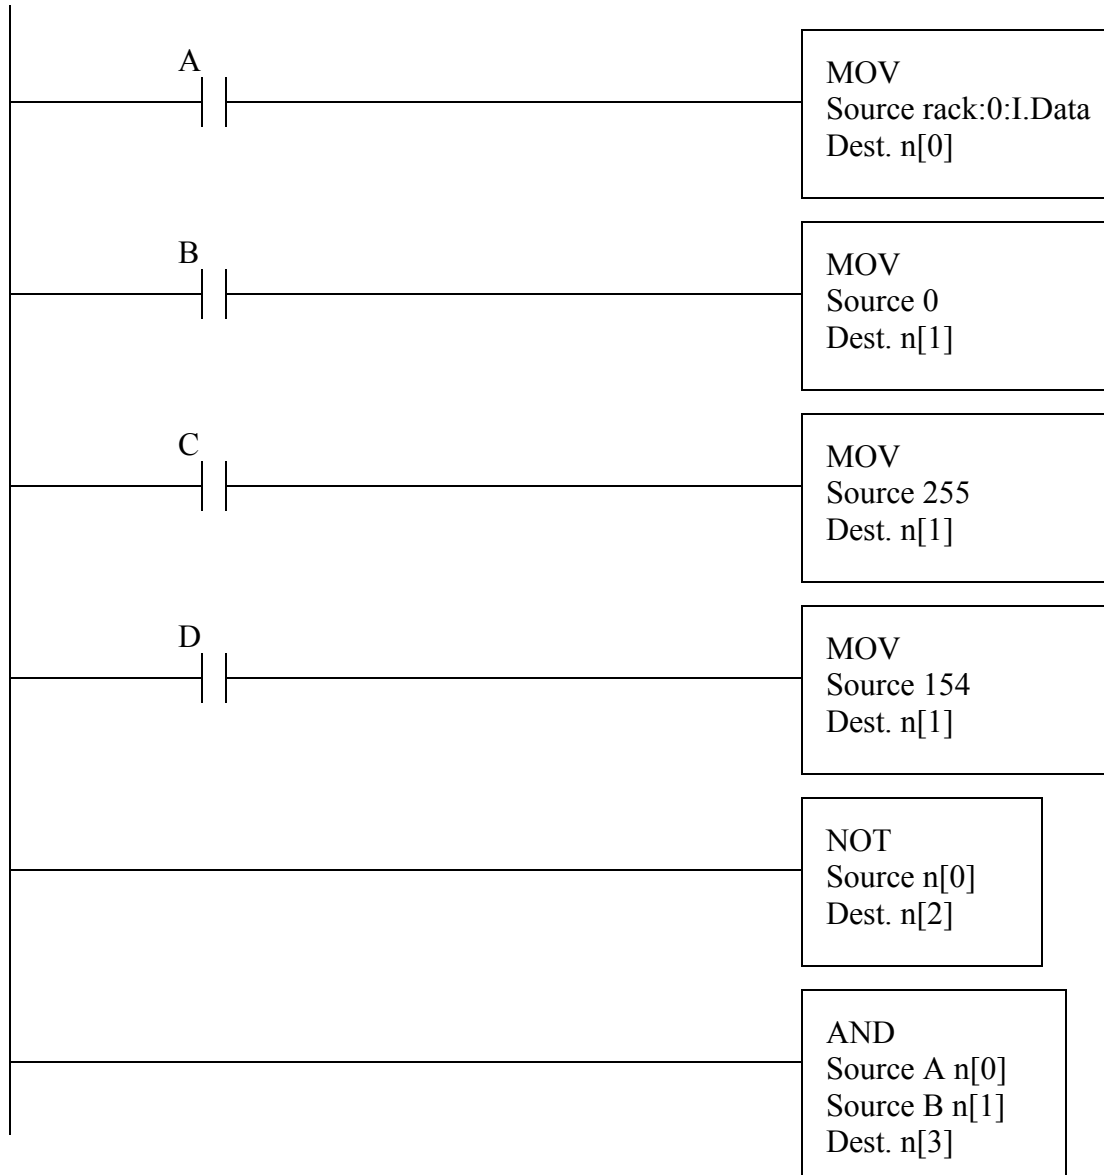 A
MOV
Source rack:0:I.Data
Dest. n[0]
B
MOV
Source 0
Dest. n[1]
C
MOV
Source 255
Dest. n[1]
D
MOV
Source 154
Dest. n[1]
NOT
Source n[0]
Dest. n[2]
AND
Source A n[0]
Source B n[1]
Dest. n[3]